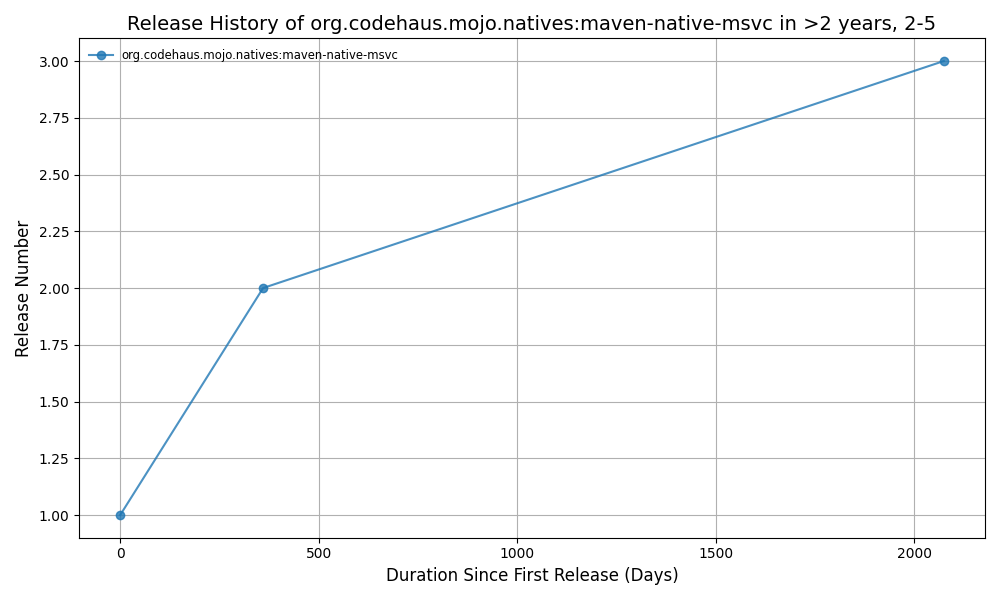 Release History of org.codehaus.mojo.natives:maven-native-msvc in >2 years, 2-5
org.codehaus.mojo.natives:maven-native-msvc
3.00
2.75
2.50
2.25
2.00
1.75
1.50
1.25
1.00
Release Number
0 500 1000 1500 2000
Duration Since First Release (Days)